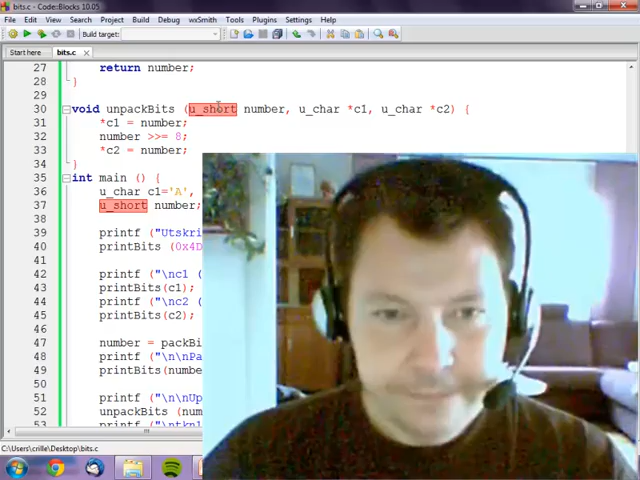 bits.c - Code::Blocks 10.05
File Edit View Search Project Build Debug wxSmith Tools Plugins Settings Help
Build target:
Start here bits.c
27 return number;
28 }
29
30 void unpackBits (u_short number, u_char *c1, u_char *c2) {
31 *c1 = number;
32 number >>= 8;
33 *c2 = number;
34 }
35 int main () {
36 u_char c1='A',
37 u_short number;
38
39 printf ("Utskri
40 printBits (0x4D
41
42 printf ("\nc1 (
43 printBits(c1);
44 printf ("\nc2 (
45 printBits(c2);
46
47 number = packB
48 printf ("\n\nPa
49 printBits(numbe
50
51 printf ("\n\nUp
52 unpackBits (num
53 printf ("\ntkn1
C:\Users\crille\Desktop\bits.c